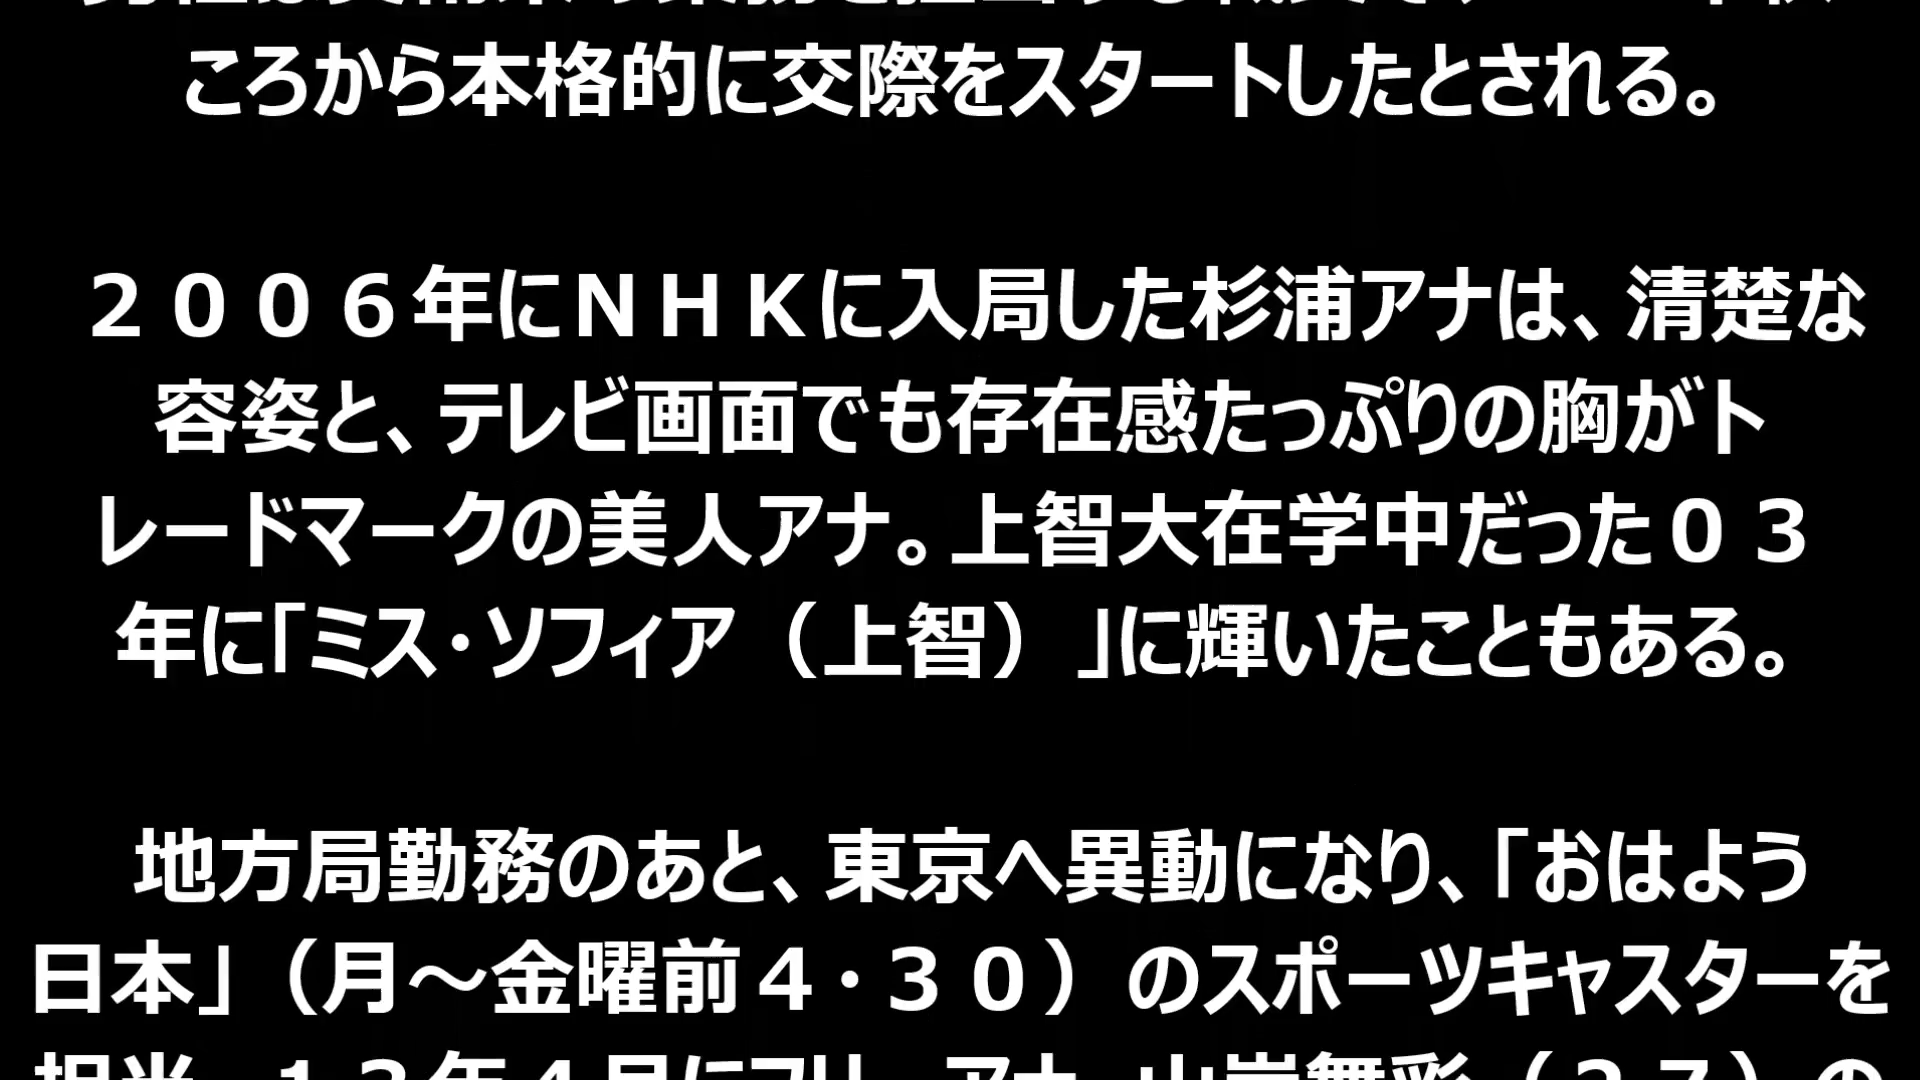 ころから本格的に交際をスタートしたとされる。
２００６年にＮＨＫに入局した杉浦アナは、清楚な
容姿と、テレビ画面でも存在感たっぷりの胸がト
レードマークの美人アナ。上智大在学中だった０３
年に「ミス・ソフィア（上智）」に輝いたこともある。
地方局勤務のあと、東京へ異動になり、「おはよう
日本」（月～金曜前４・３０）のスポーツキャスターを